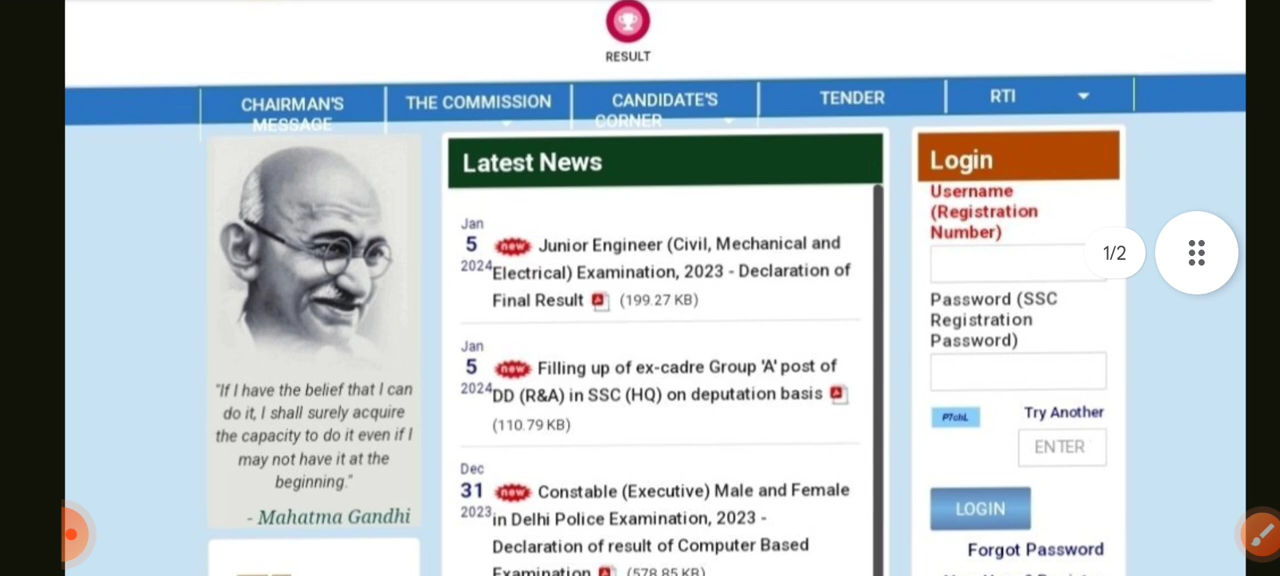 RESULT
CHAIRMAN'S
MESSAGE
THE COMMISSION
CANDIDATE'S
CORNER
TENDER
RTI
"If I have the belief that I can
do it, I shall surely acquire
the capacity to do it even if I
may not have it at the
beginning."
- Mahatma Gandhi
Latest News
Jan
5
2024
new Junior Engineer (Civil, Mechanical and
Electrical) Examination, 2023 - Declaration of
Final Result (199.27 KB)
Jan
5
2024
new Filling up of ex-cadre Group 'A' post of
DD (R&A) in SSC (HQ) on deputation basis
(110.79 KB)
Dec
31
2023
new Constable (Executive) Male and Female
in Delhi Police Examination, 2023 -
Declaration of result of Computer Based
Examination (578.85 KB)
Login
Username
(Registration
Number)
1/2
Password (SSC
Registration
Password)
Try Another
ENTER
LOGIN
Forgot Password